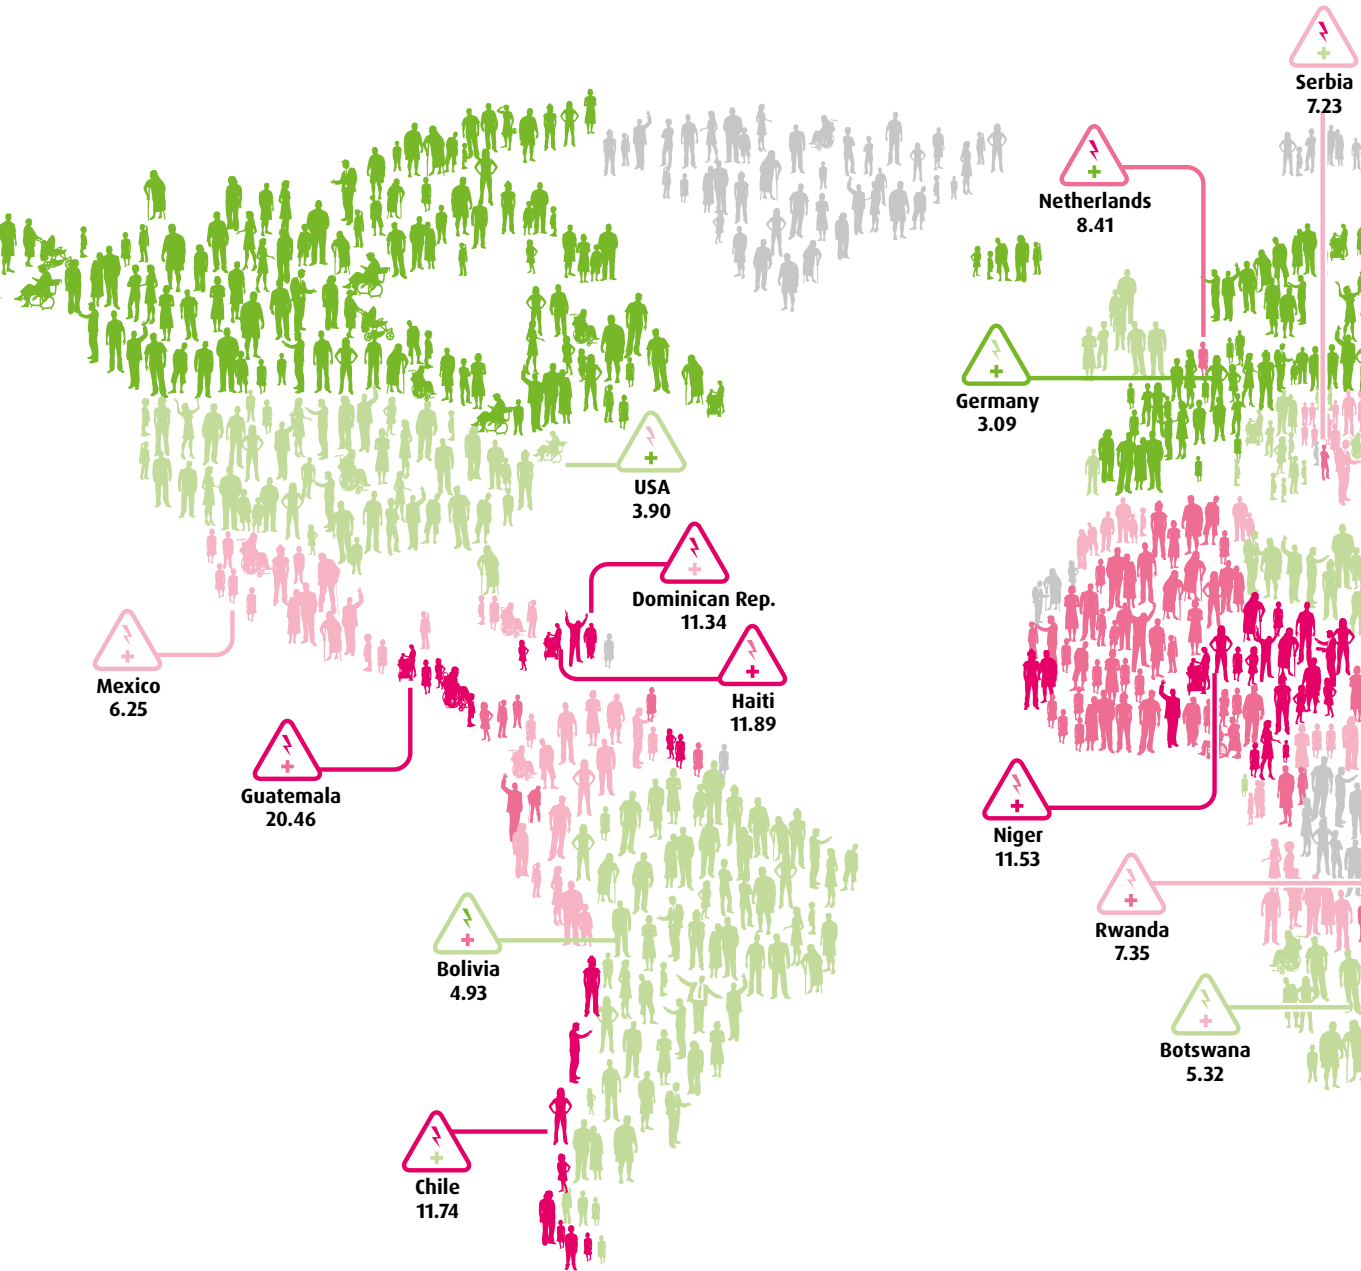 Serbia
7.23
Netherlands
8.41
Germany
3.09
USA
3.90
Dominican Rep.
11.34
Haiti
11.89
Mexico
6.25
Guatemala
20.46
Niger
11.53
Rwanda
7.35
Bolivia
4.93
Botswana
5.32
Chile
11.74